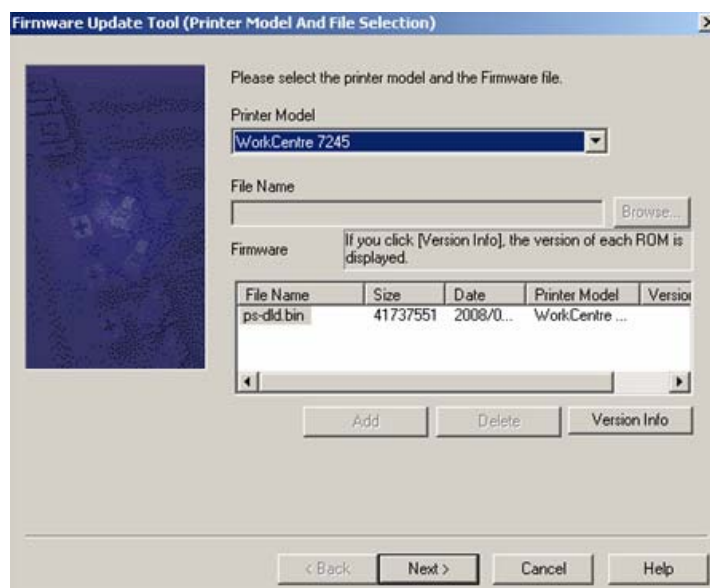 Firmware Update Tool (Printer Model And File Selection)
Please select the printer model and the Firmware file.
Printer Model
WorkCentre 7245
File Name
Browse...
Firmware
If you click [Version Info], the version of each ROM is
displayed.
File Name Size Date Printer Model Version
ps-dld.bin 41737551 2008/0... WorkCentre ...
Add Delete Version Info
< Back Next > Cancel Help